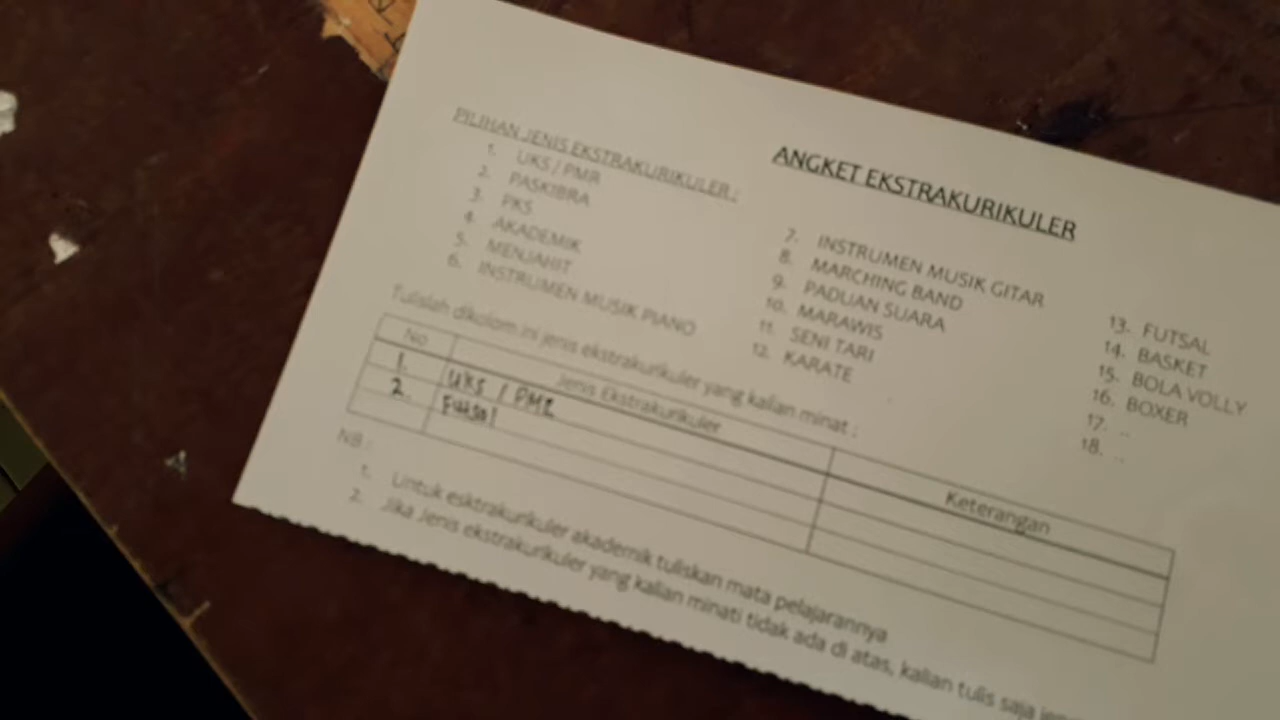 ANGKET EKSTRAKURIKULER
PILIHAN JENIS EKSTRAKURIKULER :
1. UKS / PMR
2. PASKIBRA
3. PKS
4. AKADEMIK
5. MENJAHIT
6. INSTRUMEN MUSIK PIANO
7. INSTRUMEN MUSIK GITAR
8. MARCHING BAND
9. PADUAN SUARA
10. MARAWIS
11. SENI TARI
12. KARATE
13. FUTSAL
14. BASKET
15. BOLA VOLLY
16. BOXER
17. ..
18. ..
Tulislah dikolom ini jenis ekstrakurikuler yang kalian minat :
No Jenis Ekstrakurikuler Keterangan
1. UKS / PMR
2. Futsal
NB :
1. Untuk esktrakurikuler akademik tuliskan mata pelajarannya
2. Jika Jenis ekstrakurikuler yang kalian minati tidak ada di atas, kalian tulis saja